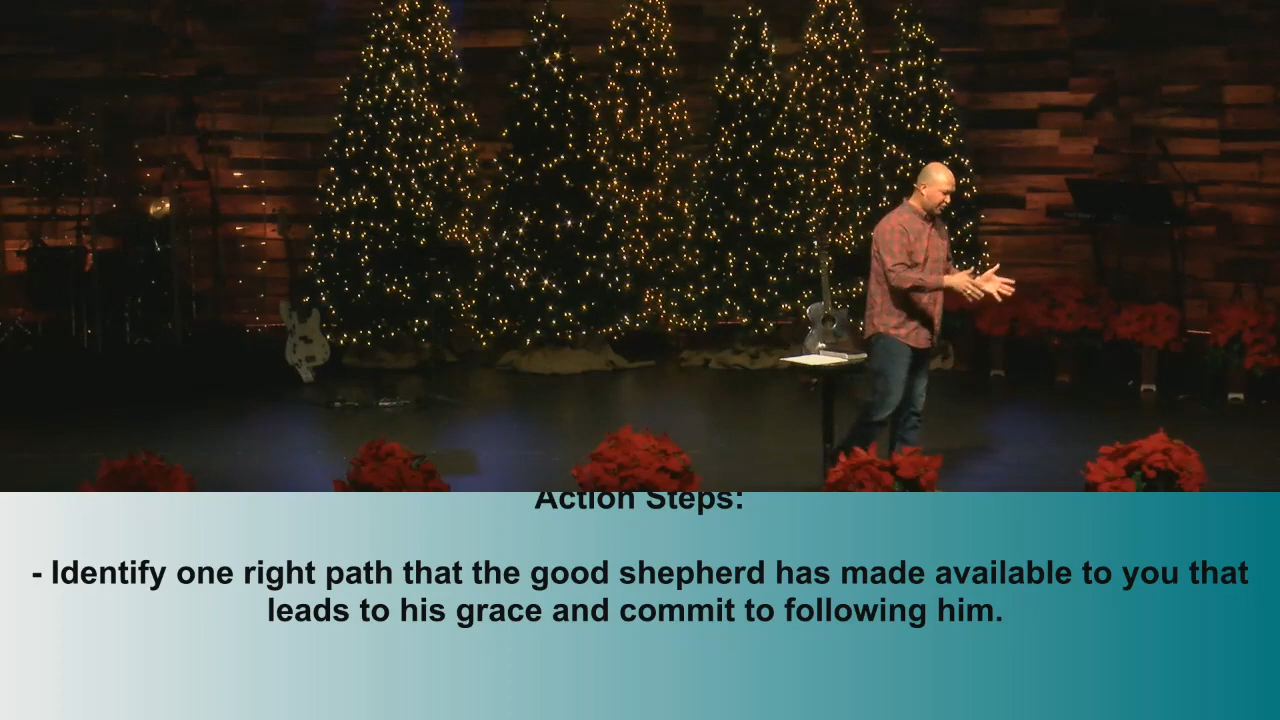 Action Steps:
- Identify one right path that the good shepherd has made available to you that
leads to his grace and commit to following him.